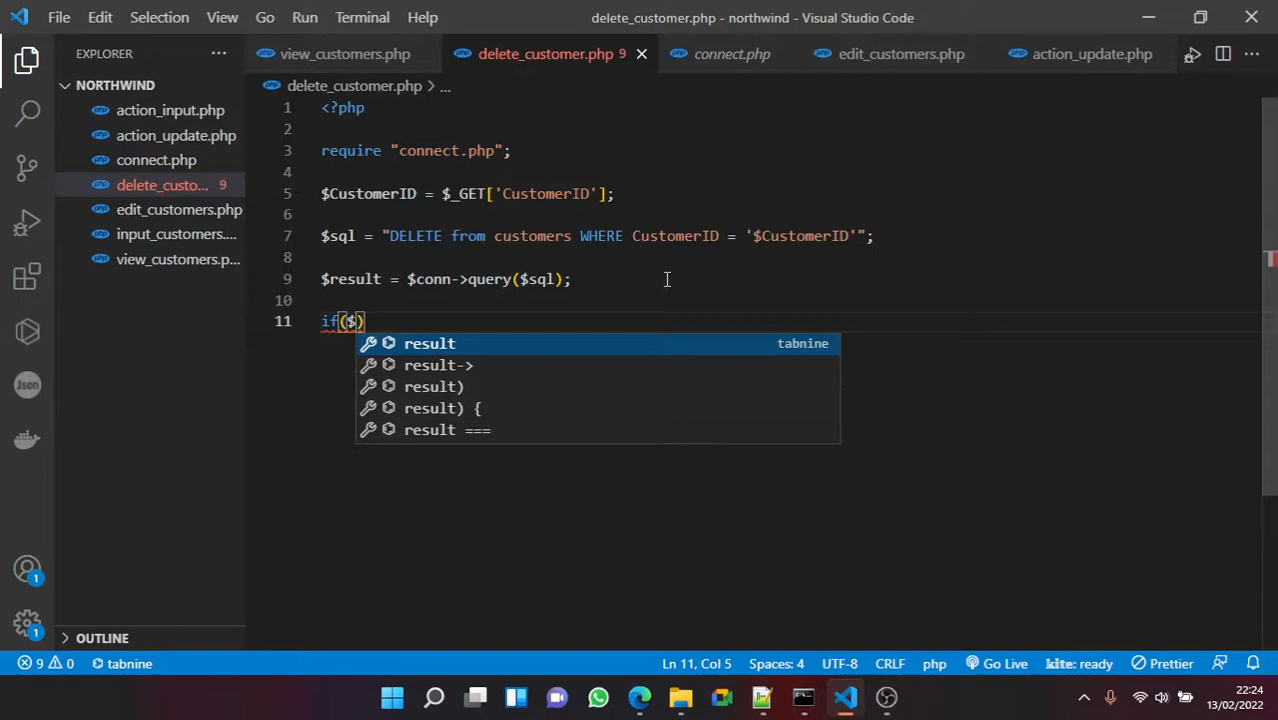 File Edit Selection View Go Run Terminal Help
delete_customer.php - northwind - Visual Studio Code
EXPLORER
view_customers.php
delete_customer.php 9
connect.php
edit_customers.php
action_update.php
NORTHWIND
action_input.php
action_update.php
connect.php
delete_custo... 9
edit_customers.php
input_customers....
view_customers.p...
delete_customer.php > ...
1 <?php
2
3 require "connect.php";
4
5 $CustomerID = $_GET['CustomerID'];
6
7 $sql = "DELETE from customers WHERE CustomerID = '$CustomerID'";
8
9 $result = $conn->query($sql);
10
11 if($)
result tabnine
result->
result)
result) {
result ===
Json
1
1
OUTLINE
9 0 tabnine
Ln 11, Col 5 Spaces: 4 UTF-8 CRLF php Go Live kite: ready Prettier
22:24
13/02/2022